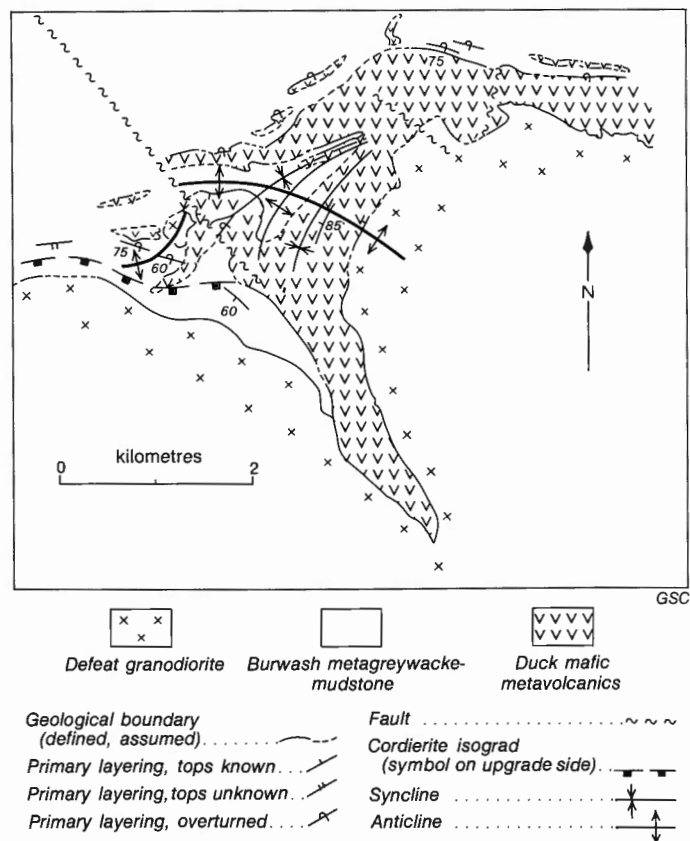 75
85
75
60
60
N
kilometres
0 2
GSC
Defeat granodiorite
Burwash metagreywacke-
mudstone
Duck mafic
metavolcanics
Geological boundary
(defined, assumed)
Primary layering, tops known
Primary layering, tops unknown
Primary layering, overturned
Fault
Cordierite isograd
(symbol on upgrade side)
Syncline
Anticline